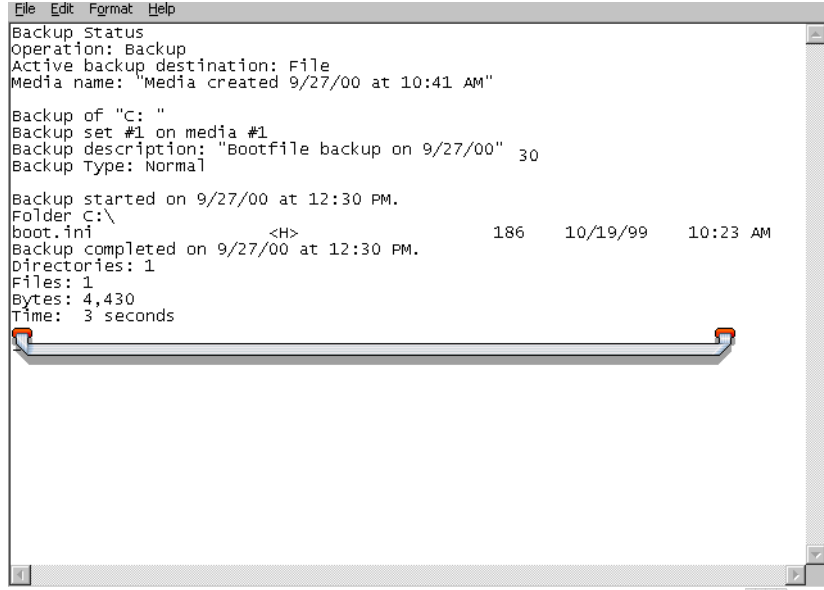 File Edit Format Help
Backup Status
Operation: Backup
Active backup destination: File
Media name: "Media created 9/27/00 at 10:41 AM"
Backup of "C: "
Backup set #1 on media #1
Backup description: "Bootfile backup on 9/27/00" 30
Backup Type: Normal
Backup started on 9/27/00 at 12:30 PM.
Folder C:\
boot.ini <H> 186 10/19/99 10:23 AM
Backup completed on 9/27/00 at 12:30 PM.
Directories: 1
Files: 1
Bytes: 4,430
Time: 3 seconds